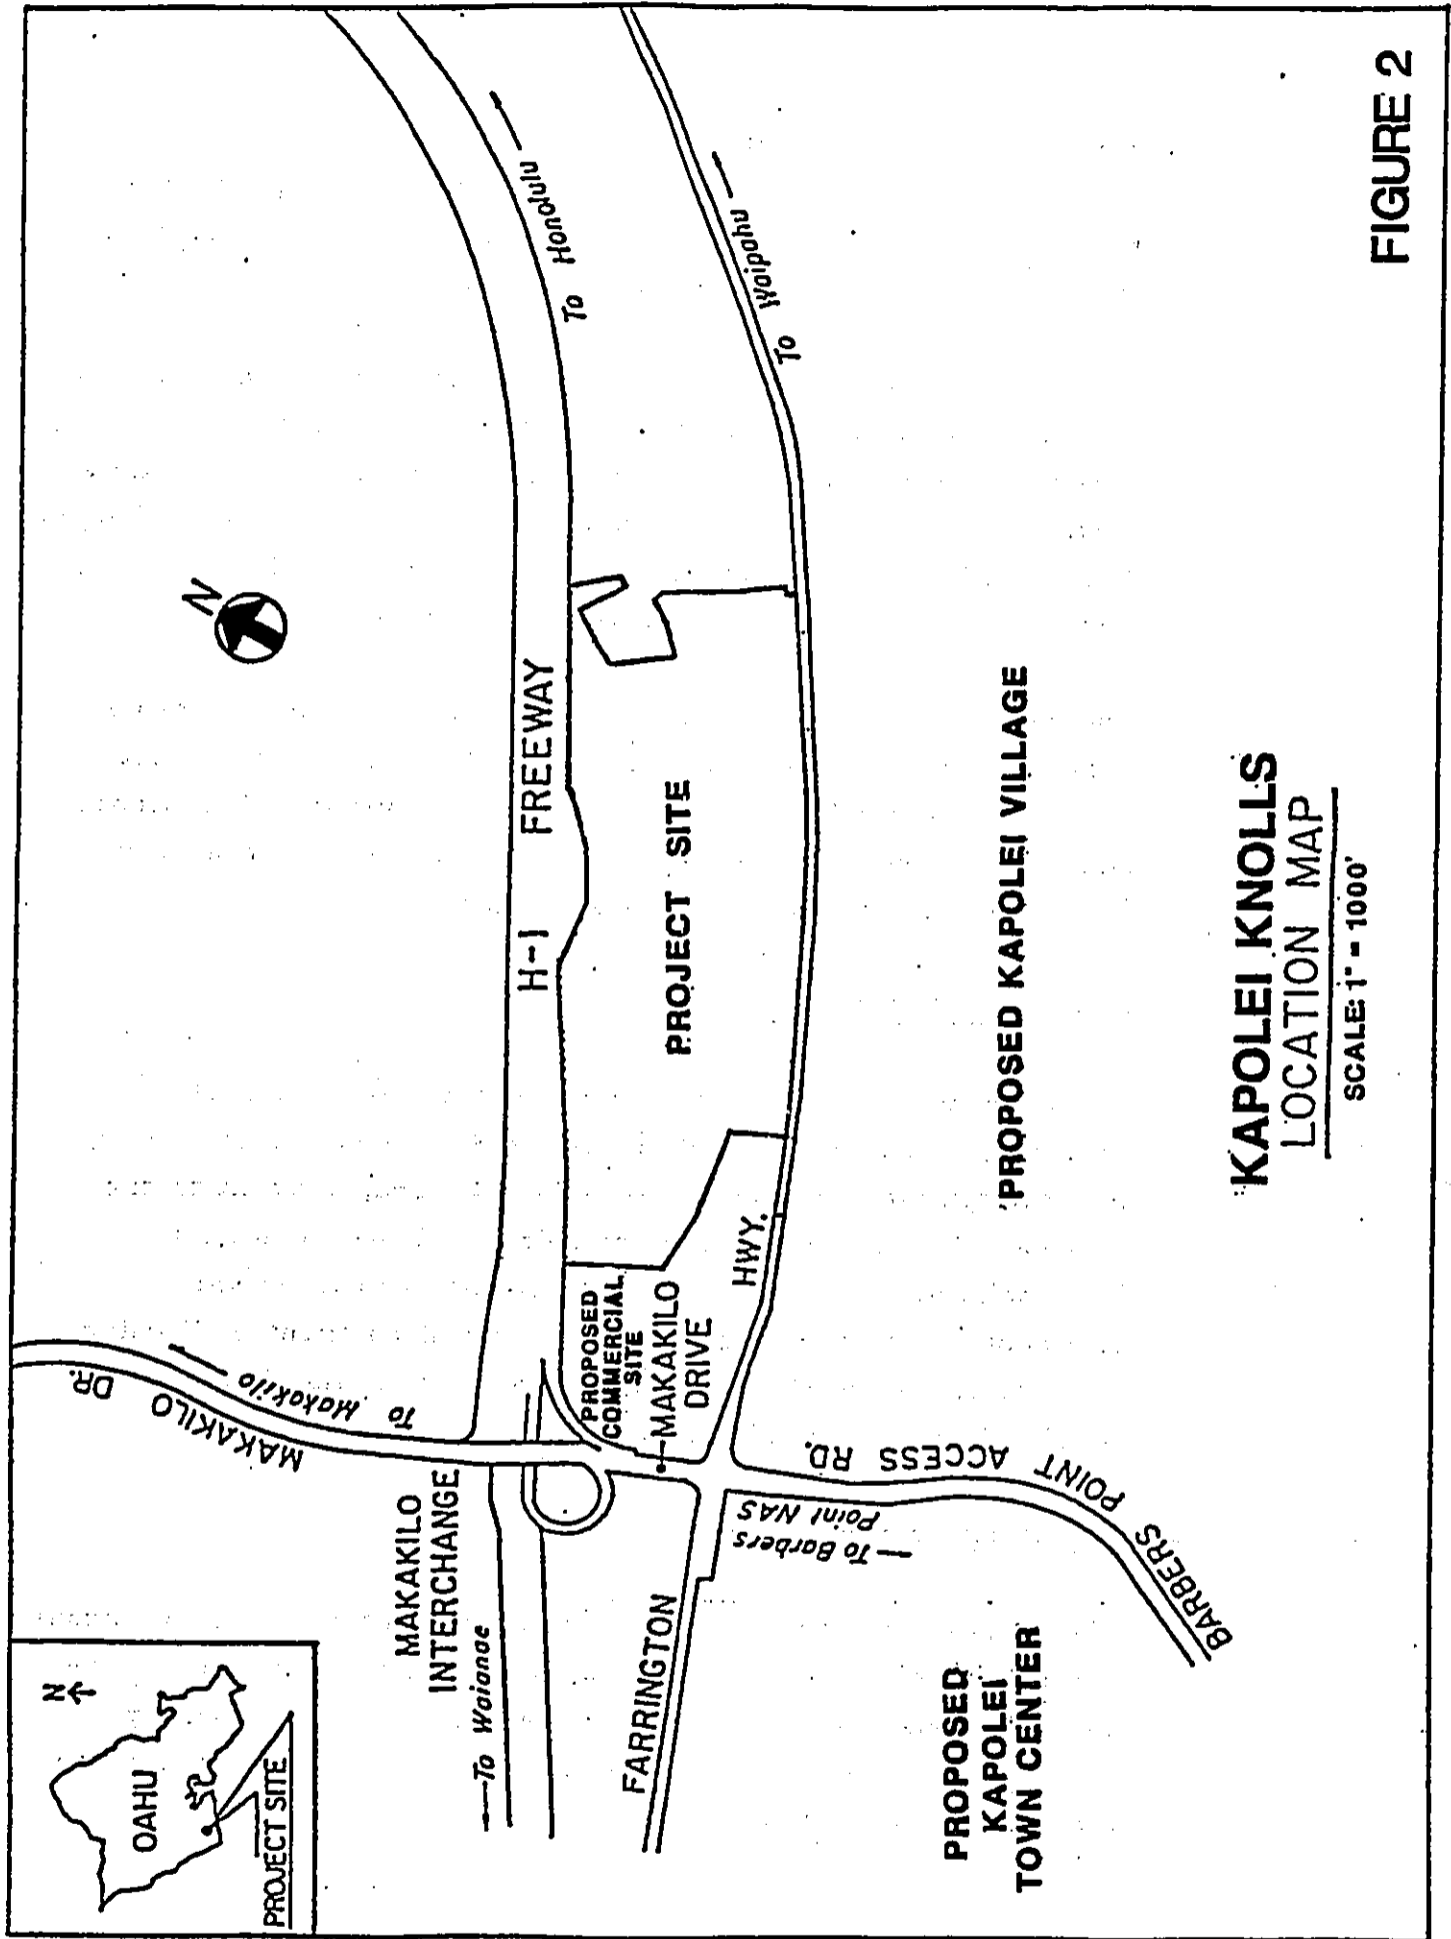 N
OAHU
PROJECT SITE
MAKAKILO DR.
To Makakilo
N
MAKAKILO
INTERCHANGE
←To Waianae
H-1 FREEWAY
To Honolulu →
PROPOSED
COMMERCIAL
SITE
MAKAKILO
DRIVE
PROJECT SITE
FARRINGTON
HWY.
To Waipahu →
To Barbers
Point NAS
BARBERS POINT ACCESS RD.
PROPOSED
KAPOLEI
TOWN CENTER
PROPOSED KAPOLEI VILLAGE
KAPOLEI KNOLLS
LOCATION MAP
SCALE: 1" = 1000'
FIGURE 2